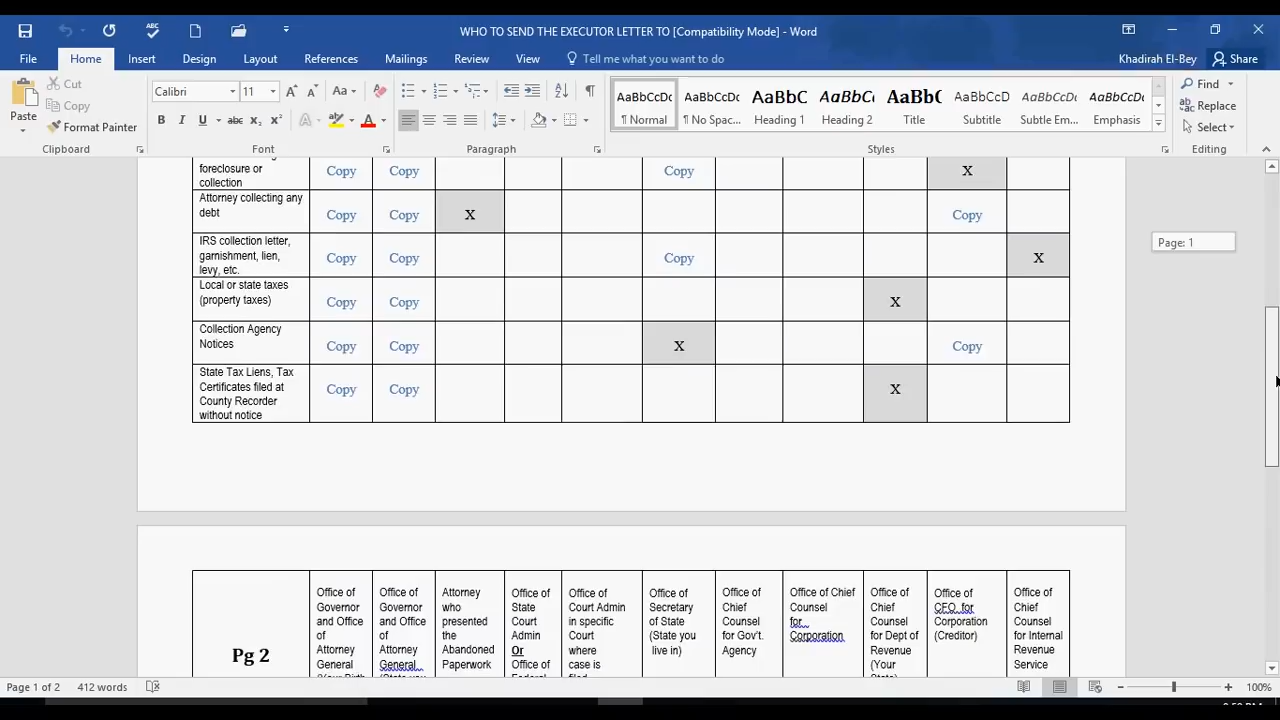 WHO TO SEND THE EXECUTOR LETTER TO [Compatibility Mode] - Word
File Home Insert Design Layout References Mailings Review View Tell me what you want to do Khadirah El-Bey Share
Cut
Copy
Format Painter
Paste
Clipboard
Calibri 11
Font
Paragraph
AaBbCcDc AaBbCcDc AaBbC AaBbCc AaBb( AaBbCcD AaBbCcDc AaBbCcDc
¶ Normal ¶ No Spac... Heading 1 Heading 2 Title Subtitle Subtle Em... Emphasis
Styles
Find
Replace
Select
Editing
foreclosure or
collection
Copy Copy Copy X
Attorney collecting any
debt
Copy Copy X Copy
IRS collection letter,
garnishment, lien,
levy, etc.
Copy Copy Copy X
Local or state taxes
(property taxes)
Copy Copy X
Collection Agency
Notices
Copy Copy X Copy
State Tax Liens, Tax
Certificates filed at
County Recorder
without notice
Copy Copy X
Page: 1
Pg 2
Office of
Governor
and Office
of
Attorney
General
Office of
Governor
and Office
of
Attorney
General
Attorney
who
presented
the
Abandoned
Paperwork
Office of
State
Court
Admin
Or
Office of
Office of
Court Admin
in specific
Court
where
case is
Office of
Secretary
of State
(State you
live in)
Office of
Chief
Counsel
for Gov't.
Agency
Office of Chief
Counsel
for
Corporation
Office of
Chief
Counsel
for Dept of
Revenue
(Your
Office of
CEO for
Corporation
(Creditor)
Office of
Chief
Counsel
for Internal
Revenue
Service
Page 1 of 2 412 words
100%